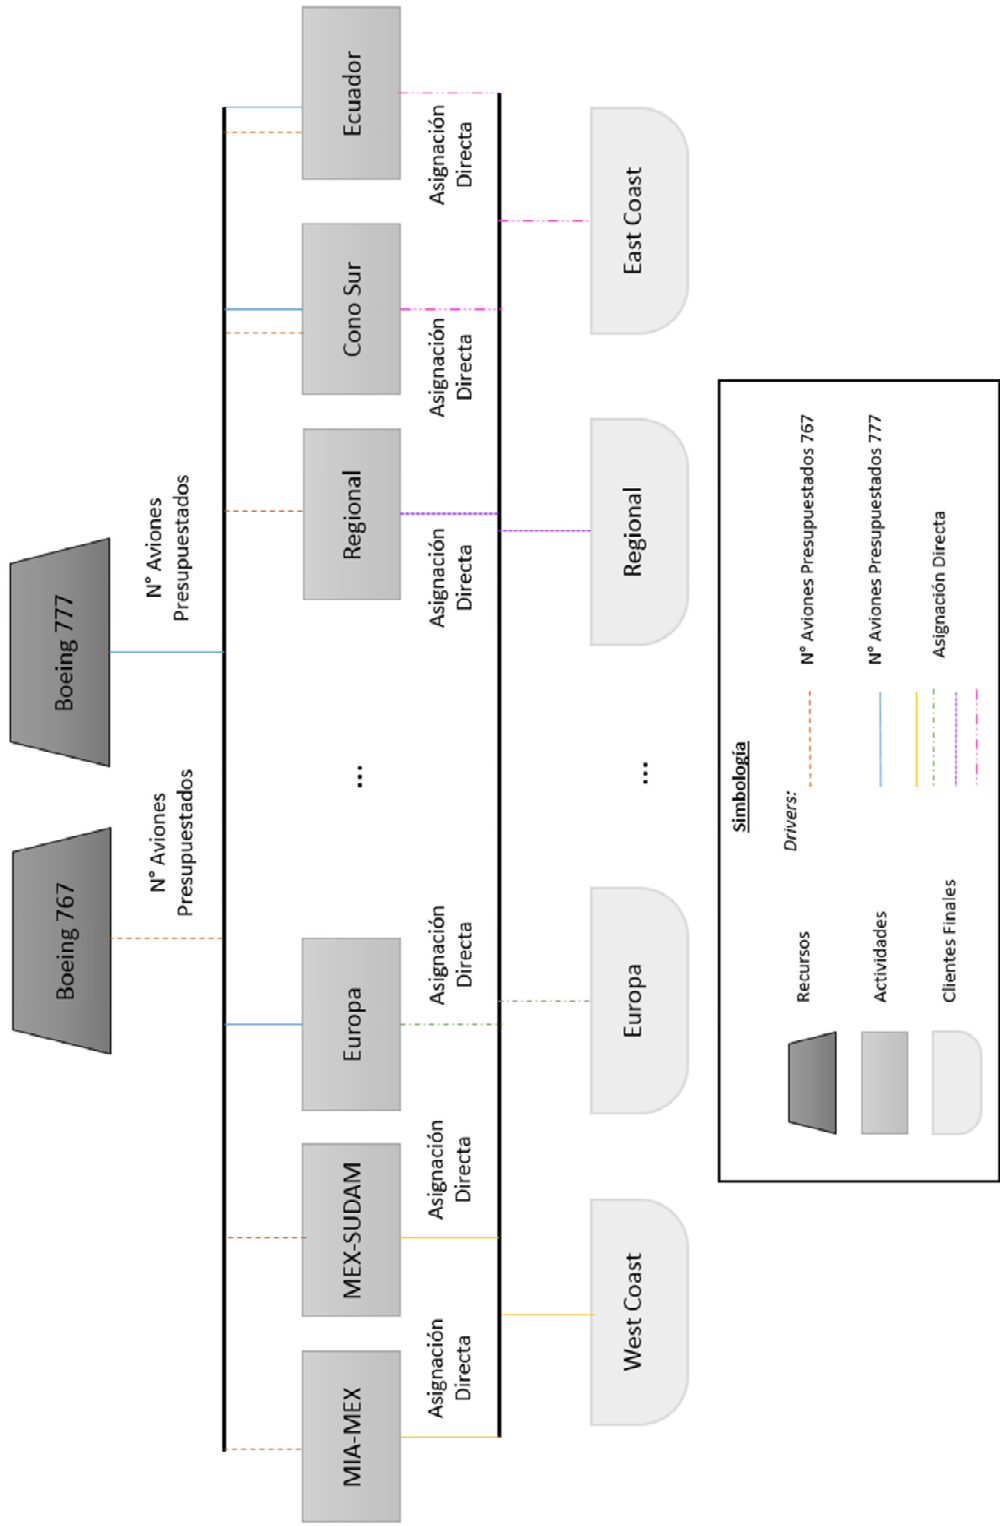 Boeing 767
Boeing 777
N° Aviones
Presupuestados
N° Aviones
Presupuestados
MIA-MEX
MEX-SUDAM
Europa
...
Regional
Cono Sur
Ecuador
Asignación
Directa
Asignación
Directa
Asignación
Directa
Asignación
Directa
Asignación
Directa
Asignación
Directa
West Coast
Europa
...
Regional
East Coast
Simbología
Drivers:
Recursos
N° Aviones Presupuestados 767
Actividades
N° Aviones Presupuestados 777
Clientes Finales
Asignación Directa